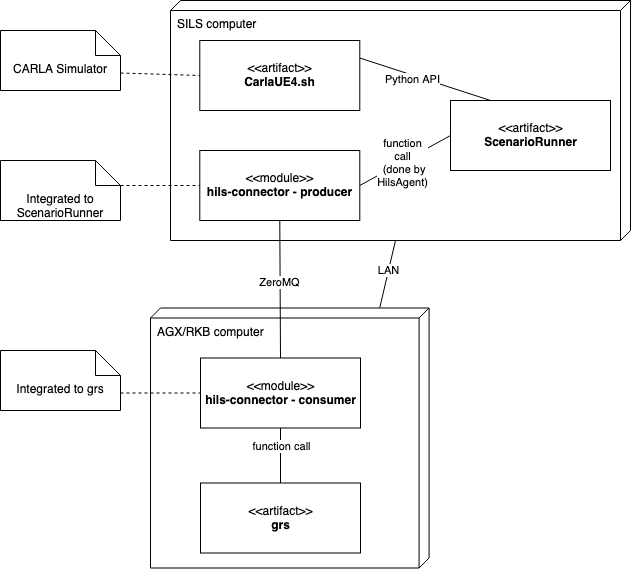 SILS computer
CARLA Simulator
<<artifact>>
CarlaUE4.sh
Python API
<<artifact>>
ScenarioRunner
function
call
(done by
HilsAgent)
Integrated to
ScenarioRunner
<<module>>
hils-connector - producer
ZeroMQ
LAN
AGX/RKB computer
Integrated to grs
<<module>>
hils-connector - consumer
function call
<<artifact>>
grs